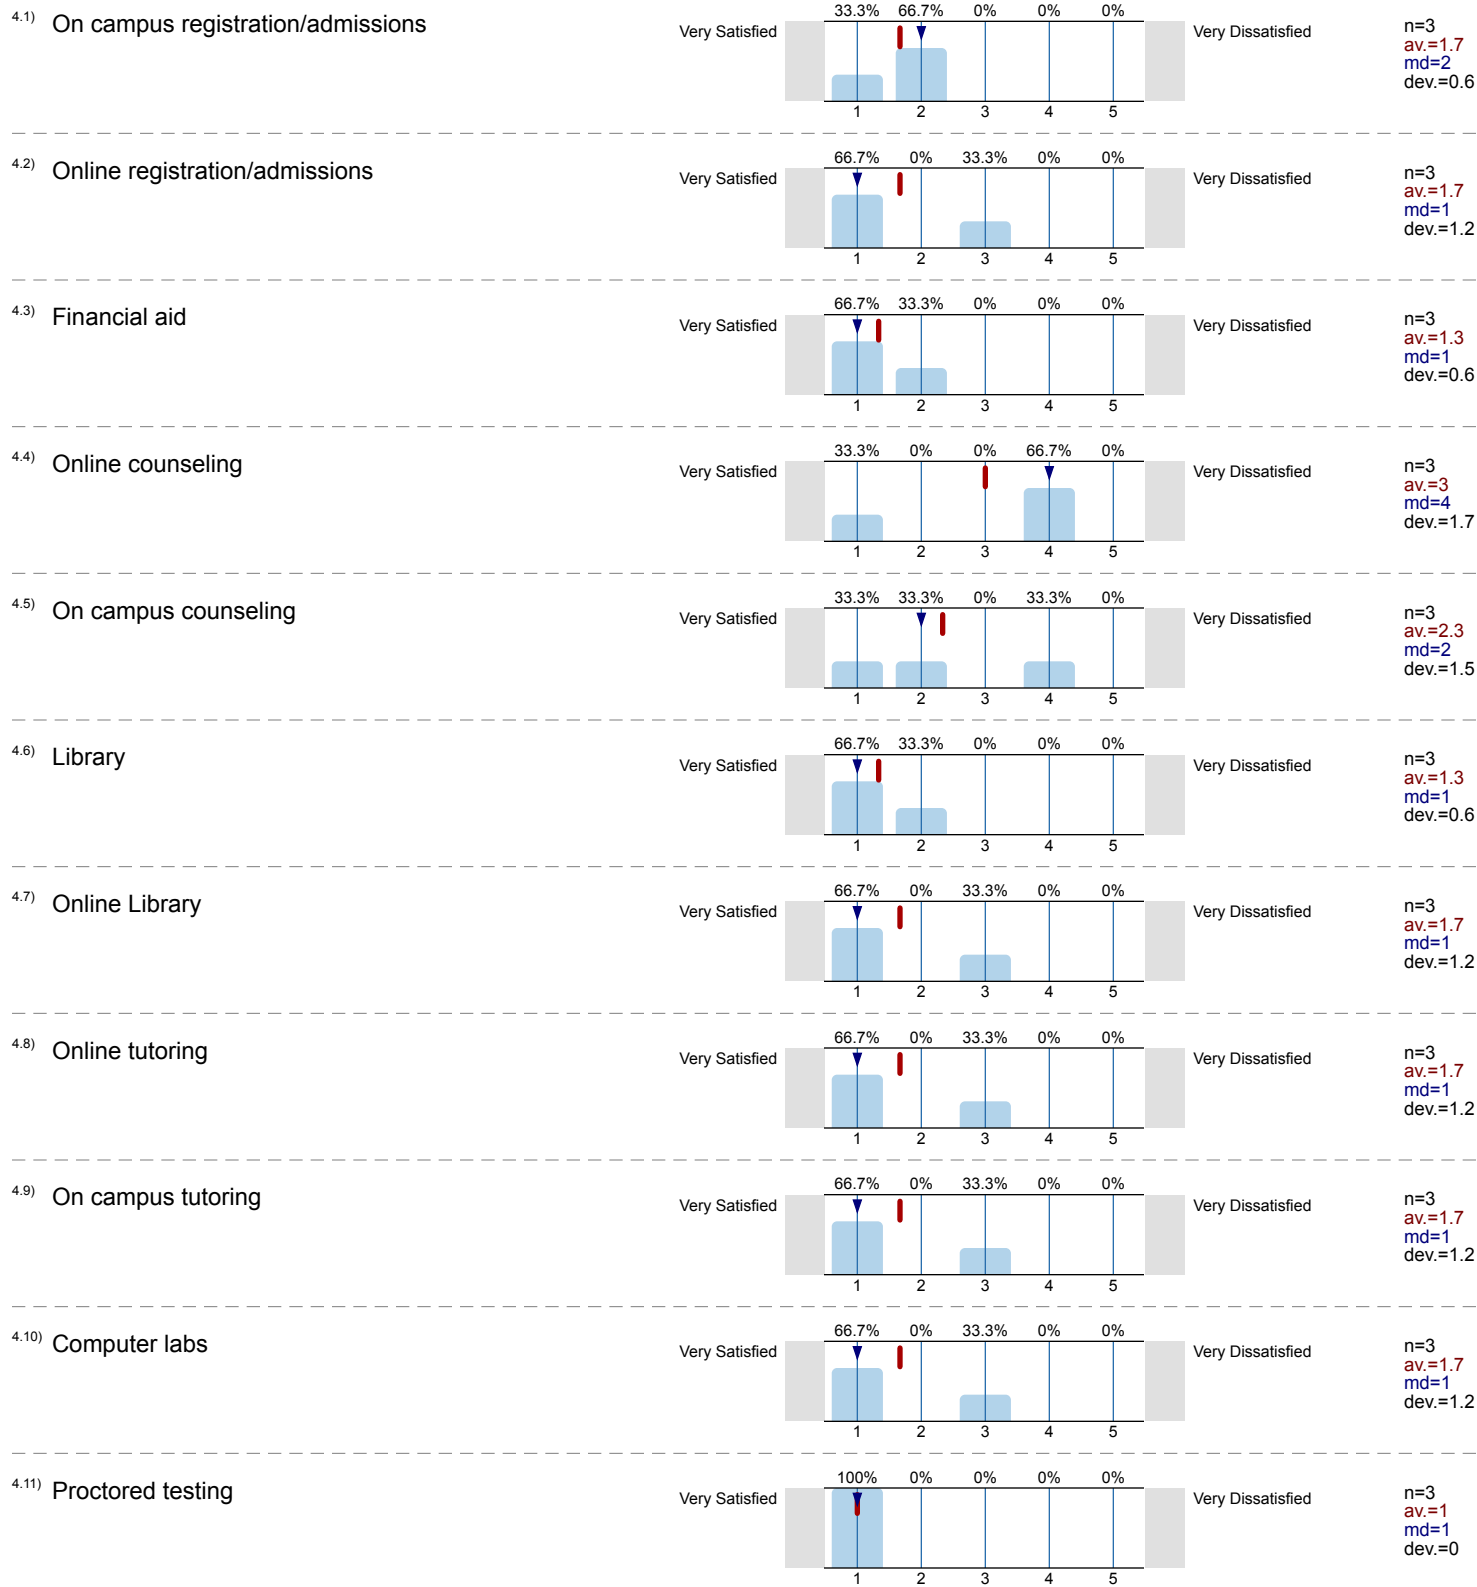 4.1) On campus registration/admissions
33.3% 66.7% 0% 0% 0%
Very Satisfied Very Dissatisfied
1 2 3 4 5
n=3
av.=1.7
md=2
dev.=0.6
4.2) Online registration/admissions
66.7% 0% 33.3% 0% 0%
Very Satisfied Very Dissatisfied
1 2 3 4 5
n=3
av.=1.7
md=1
dev.=1.2
4.3) Financial aid
66.7% 33.3% 0% 0% 0%
Very Satisfied Very Dissatisfied
1 2 3 4 5
n=3
av.=1.3
md=1
dev.=0.6
4.4) Online counseling
33.3% 0% 0% 66.7% 0%
Very Satisfied Very Dissatisfied
1 2 3 4 5
n=3
av.=3
md=4
dev.=1.7
4.5) On campus counseling
33.3% 33.3% 0% 33.3% 0%
Very Satisfied Very Dissatisfied
1 2 3 4 5
n=3
av.=2.3
md=2
dev.=1.5
4.6) Library
66.7% 33.3% 0% 0% 0%
Very Satisfied Very Dissatisfied
1 2 3 4 5
n=3
av.=1.3
md=1
dev.=0.6
4.7) Online Library
66.7% 0% 33.3% 0% 0%
Very Satisfied Very Dissatisfied
1 2 3 4 5
n=3
av.=1.7
md=1
dev.=1.2
4.8) Online tutoring
66.7% 0% 33.3% 0% 0%
Very Satisfied Very Dissatisfied
1 2 3 4 5
n=3
av.=1.7
md=1
dev.=1.2
4.9) On campus tutoring
66.7% 0% 33.3% 0% 0%
Very Satisfied Very Dissatisfied
1 2 3 4 5
n=3
av.=1.7
md=1
dev.=1.2
4.10) Computer labs
66.7% 0% 33.3% 0% 0%
Very Satisfied Very Dissatisfied
1 2 3 4 5
n=3
av.=1.7
md=1
dev.=1.2
4.11) Proctored testing
100% 0% 0% 0% 0%
Very Satisfied Very Dissatisfied
1 2 3 4 5
n=3
av.=1
md=1
dev.=0